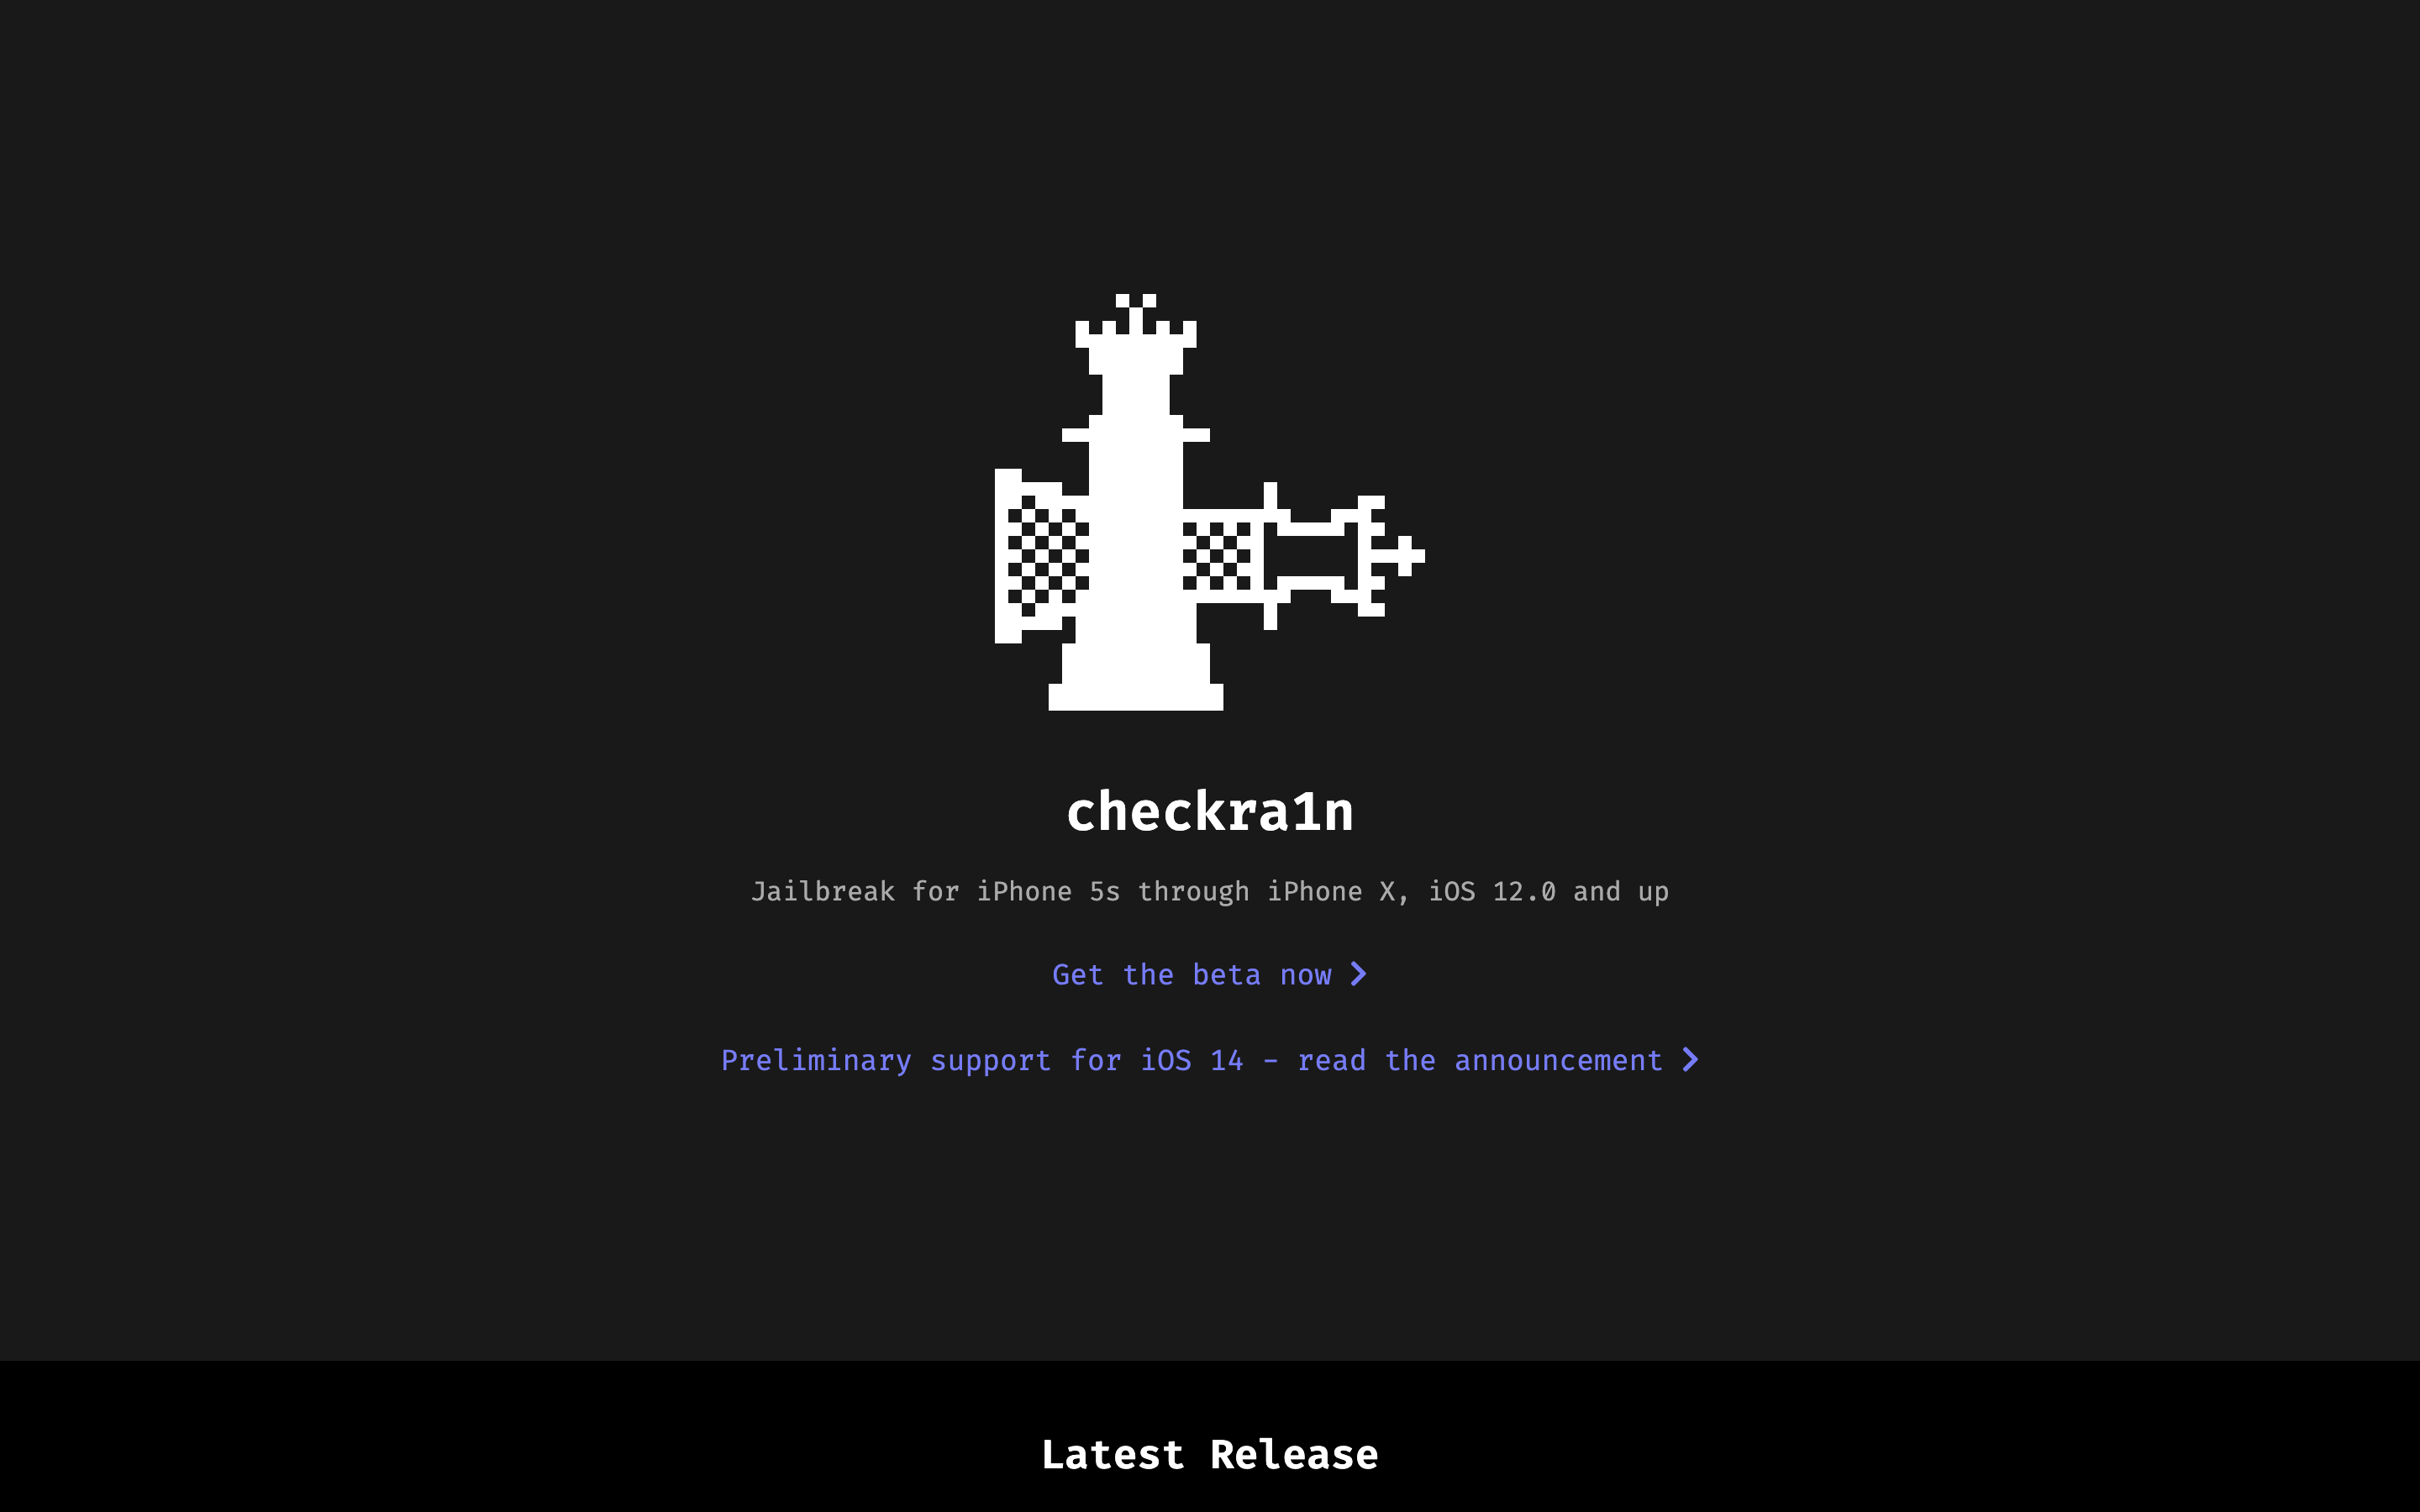 checkra1n
Jailbreak for iPhone 5s through iPhone X, iOS 12.0 and up
Get the beta now
Preliminary support for iOS 14 – read the announcement
Latest Release